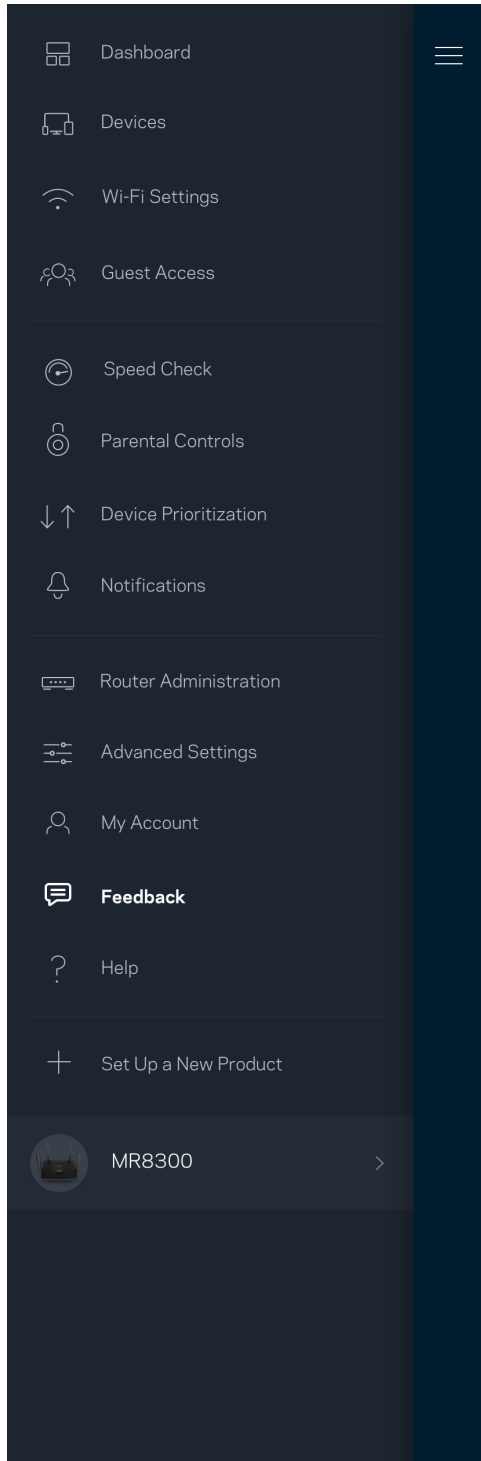 Dashboard
Devices
Wi-Fi Settings
Guest Access
Speed Check
Parental Controls
Device Prioritization
Notifications
Router Administration
Advanced Settings
My Account
Feedback
Help
Set Up a New Product
MR8300